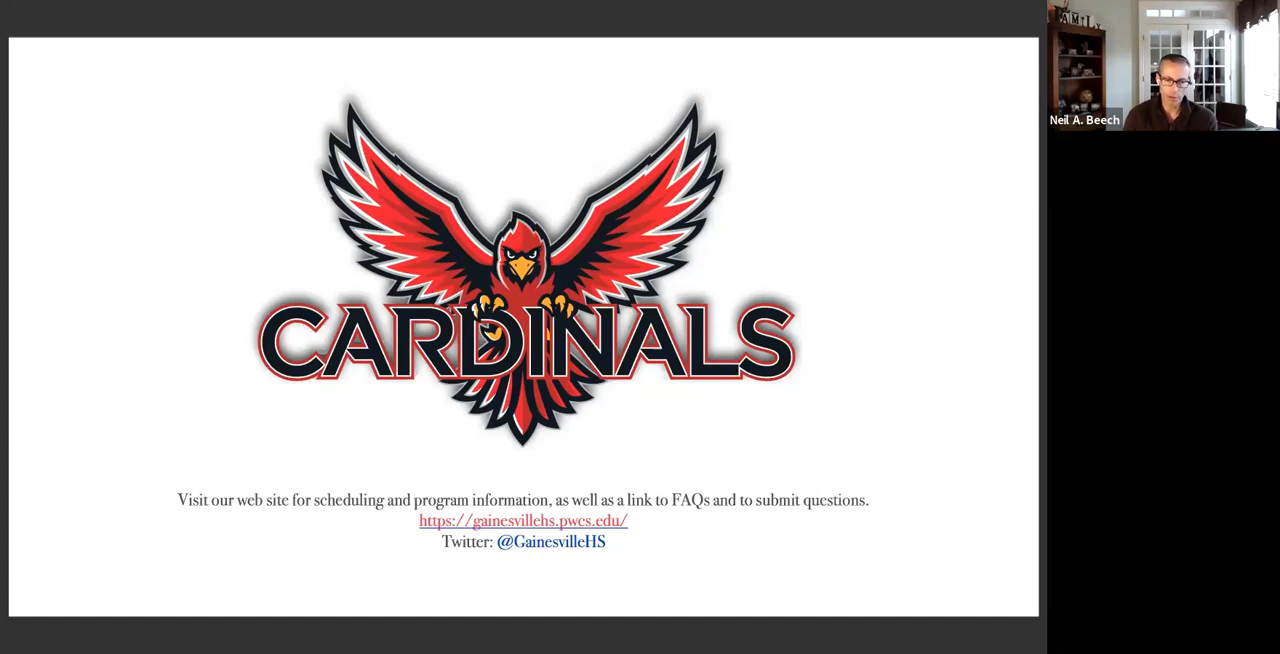 CARDINALS
Visit our web site for scheduling and program information, as well as a link to FAQs and to submit questions.
https://gainesvillehs.pwcs.edu/
Twitter: @GainesvilleHS
FAMILY
Neil A. Beech